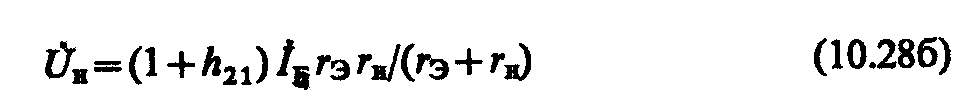 U̇н=(1+h₂₁) İБ rЭ rн/(rЭ+rн) (10.28б)